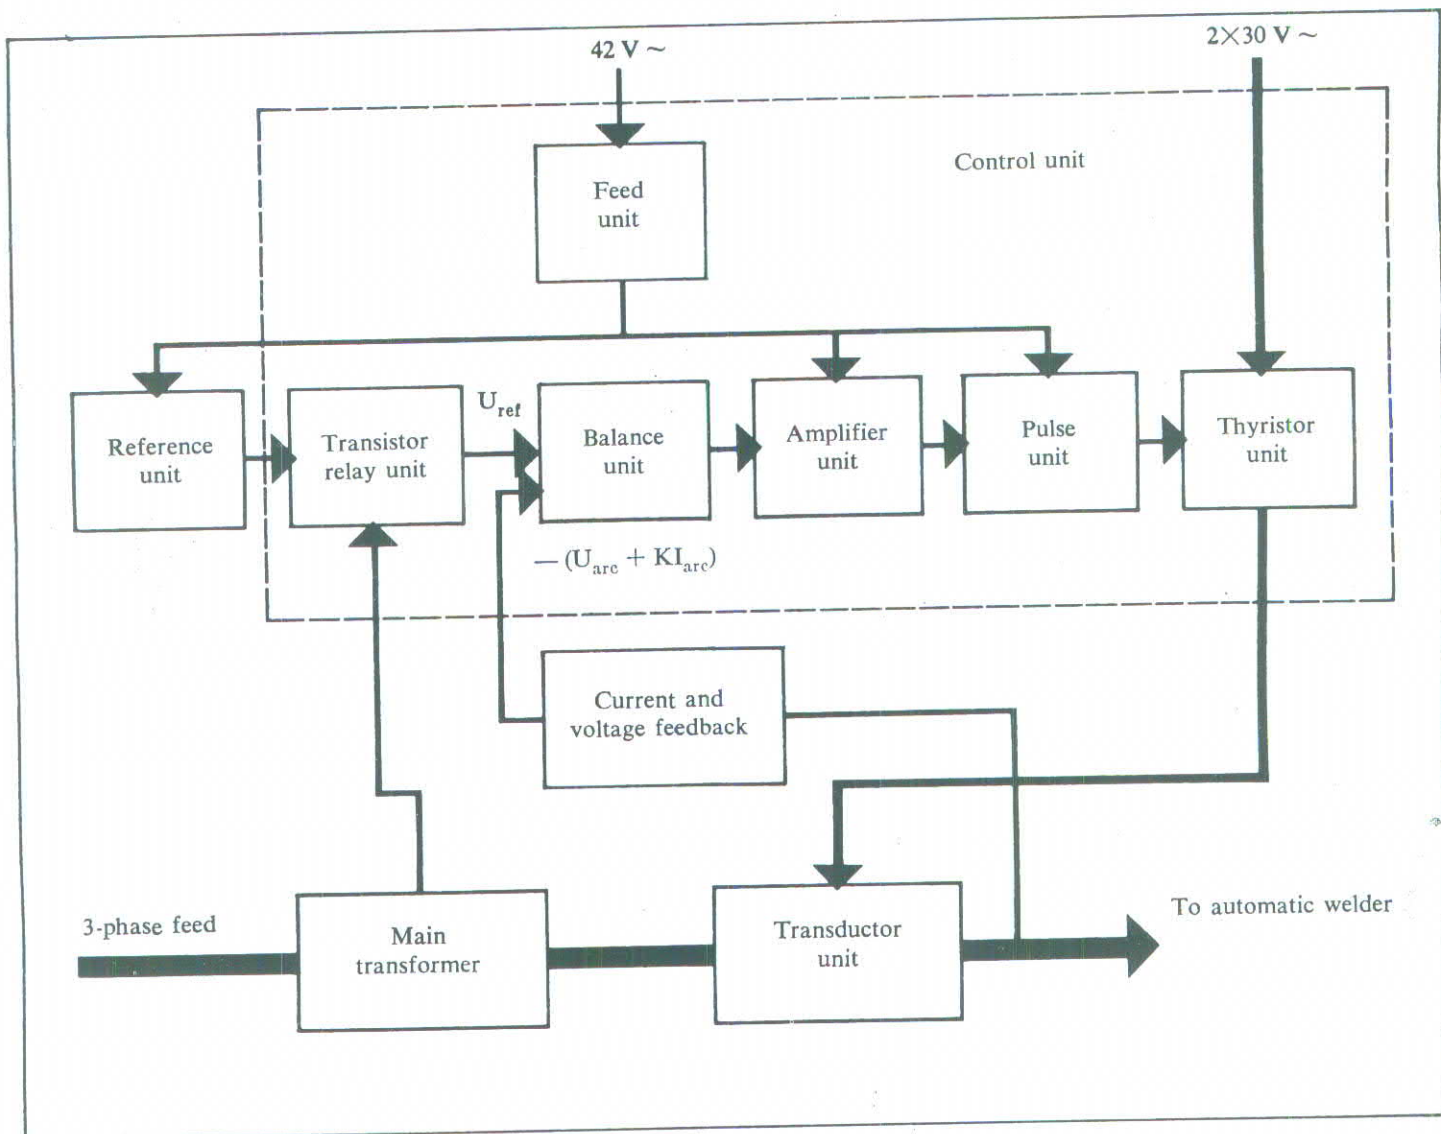 42 V ~
2×30 V ~
Control unit
Feed
unit
Reference
unit
Transistor
relay unit
U_ref
Balance
unit
Amplifier
unit
Pulse
unit
Thyristor
unit
— (U_arc + KI_arc)
Current and
voltage feedback
3-phase feed
Main
transformer
Transductor
unit
To automatic welder